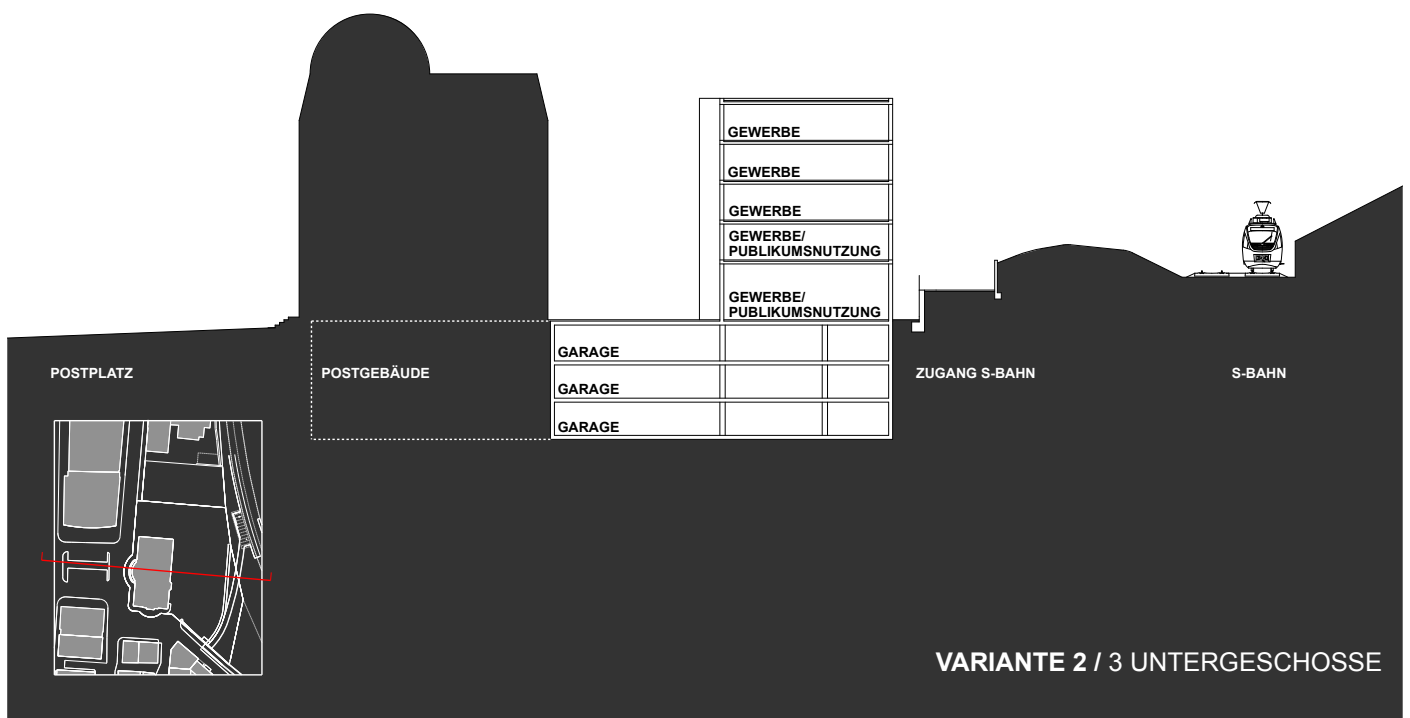 GEWERBE
GEWERBE
GEWERBE
GEWERBE/
PUBLIKUMSNUTZUNG
GEWERBE/
PUBLIKUMSNUTZUNG
GARAGE
GARAGE
GARAGE
POSTPLATZ
POSTGEBÄUDE
ZUGANG S-BAHN
S-BAHN
VARIANTE 2 / 3 UNTERGESCHOSSE